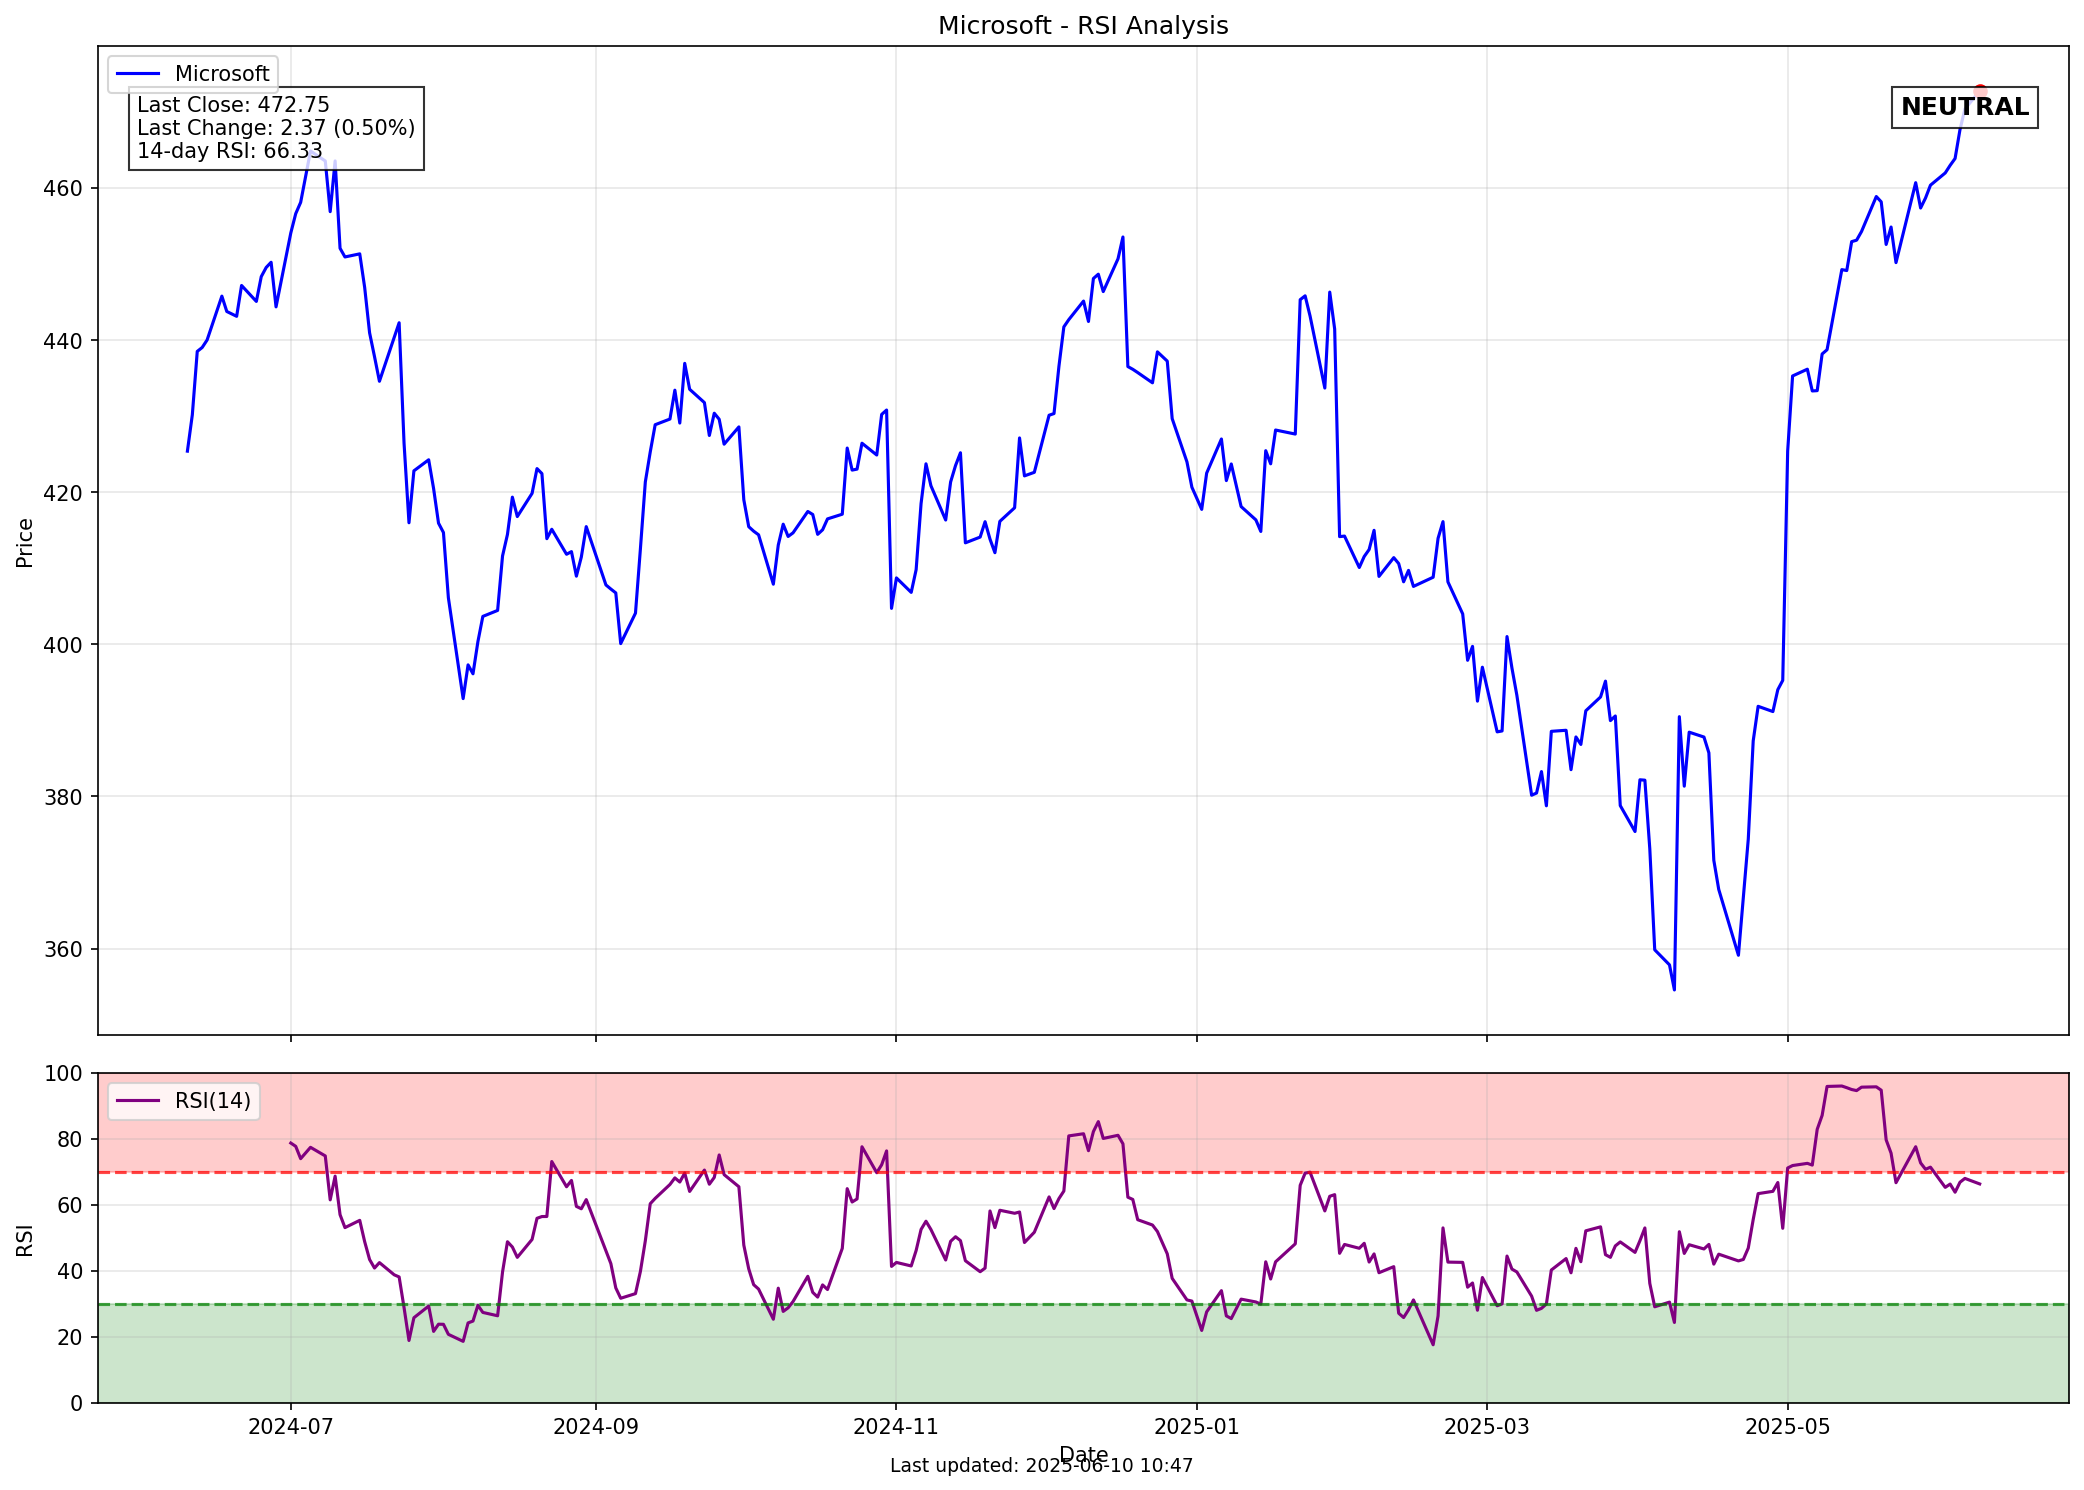 Microsoft - RSI Analysis
Microsoft
Last Close: 472.75
Last Change: 2.37 (0.50%)
14-day RSI: 66.33
NEUTRAL
Price
460
440
420
400
380
360
RSI(14)
RSI
100
80
60
40
20
0
2024-07
2024-09
2024-11
2025-01
2025-03
2025-05
Date
Last updated: 2025-06-10 10:47